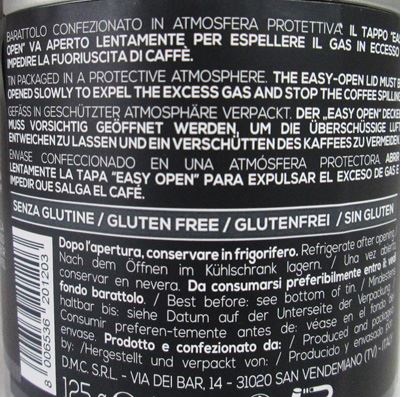 BARATTOLO CONFEZIONATO IN ATMOSFERA PROTETTIVA. IL TAPPO "EASY
OPEN" VA APERTO LENTAMENTE PER ESPELLERE IL GAS IN ECCESSO
IMPEDIRE LA FUORIUSCITA DI CAFFÈ.
TIN PACKAGED IN A PROTECTIVE ATMOSPHERE. THE EASY-OPEN LID MUST B
OPENED SLOWLY TO EXPEL THE EXCESS GAS AND STOP THE COFFEE SPILLIN
GEFÄSS IN GESCHÜTZTER ATMOSPHÄRE VERPACKT. DER „EASY OPEN" DECKE
MUSS VORSICHTIG GEÖFFNET WERDEN, UM DIE ÜBERSCHÜSSIGE LUFT
ENTWEICHEN ZU LASSEN UND EIN VERSCHÜTTEN DES KAFFEES ZU VERMEIDEN
ENVASE CONFECCIONADO EN UNA ATMÓSFERA PROTECTORA ABRIR
LENTAMENTE LA TAPA "EASY OPEN" PARA EXPULSAR EL EXCESO DE GAS E
IMPEDIR QUE SALGA EL CAFÉ.
SENZA GLUTINE / GLUTEN FREE / GLUTENFREI / SIN GLUTEN
Dopo l'apertura, conservare in frigorifero. Refrigerate after opening /
Nach dem Öffnen im Kühlschrank lagern. / Una vez abierto,
conservar en nevera. Da consumarsi preferibilmente entro il: vedi
fondo barattolo. / Best before: see bottom of tin / Mindestens
haltbar bis: siehe Datum auf der Unterseite der Verpackung /
Consumir preferen-temente antes de: véase en el fondo
Prodotto e confezionato da: / Produced and packaged
by:/Hergestellt und verpackt von: / Producido y envasado por
D.M.C. S.R.L. - VIA DEI BAR, 14 - 31020 SAN VENDEMIANO (TV) - ITALY
125 g
8 006536 201203